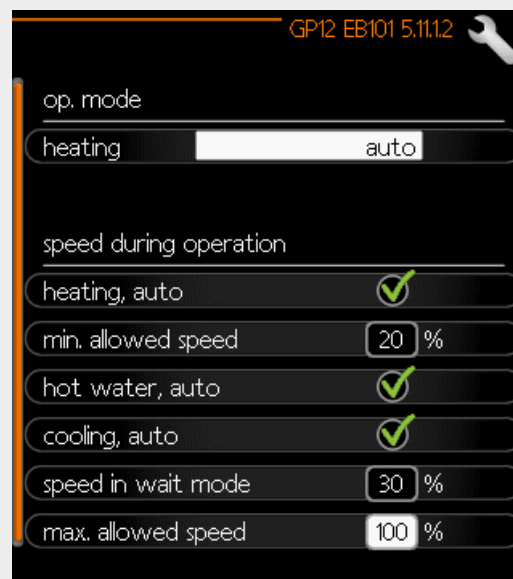 GP12 EB101 5.11.1.2
op. mode
heating auto
speed during operation
heating, auto
min. allowed speed 20 %
hot water, auto
cooling, auto
speed in wait mode 30 %
max. allowed speed 100 %